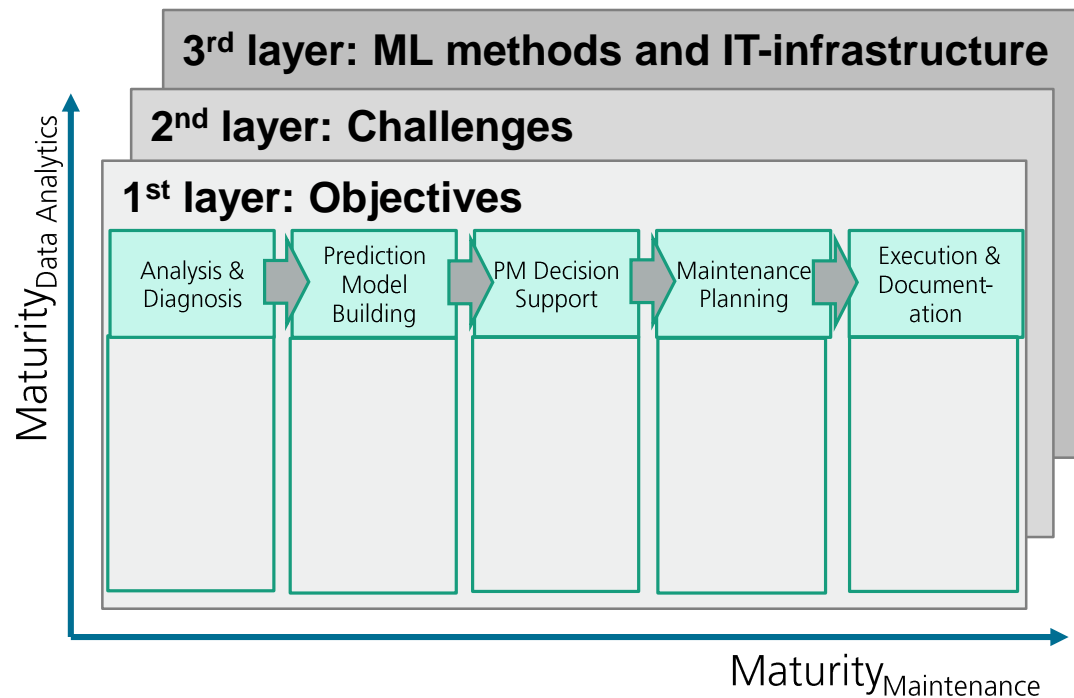 3rd layer: ML methods and IT-infrastructure
2nd layer: Challenges
1st layer: Objectives
Analysis &
Diagnosis
Prediction
Model
Building
PM Decision
Support
Maintenance
Planning
Execution &
Document-
ation
Maturity Data Analytics
Maturity Maintenance